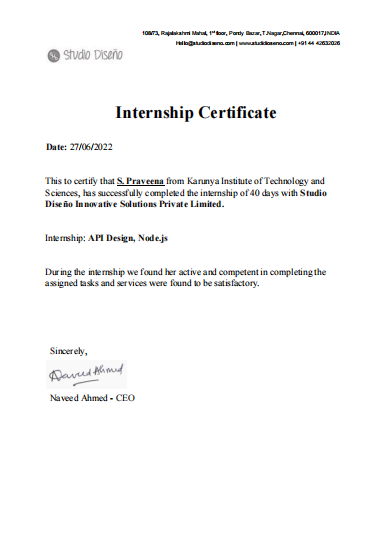 108/73, Rajalekshmi Mahal, 1st floor, Pondy Bazar, T.Nagar,Chennai, 600017,INDIA
Hello@studiodiseno.com | www.studiodiseno.com | +91 44 42632026
Studio Diseño
Internship Certificate
Date: 27/06/2022
This to certify that S. Praveena from Karunya Institute of Technology and
Sciences, has successfully completed the internship of 40 days with Studio
Diseño Innovative Solutions Private Limited.
Internship: API Design, Node.js
During the internship we found her active and competent in completing the
assigned tasks and services were found to be satisfactory.
Sincerely,
Naveed Ahmed
Naveed Ahmed - CEO